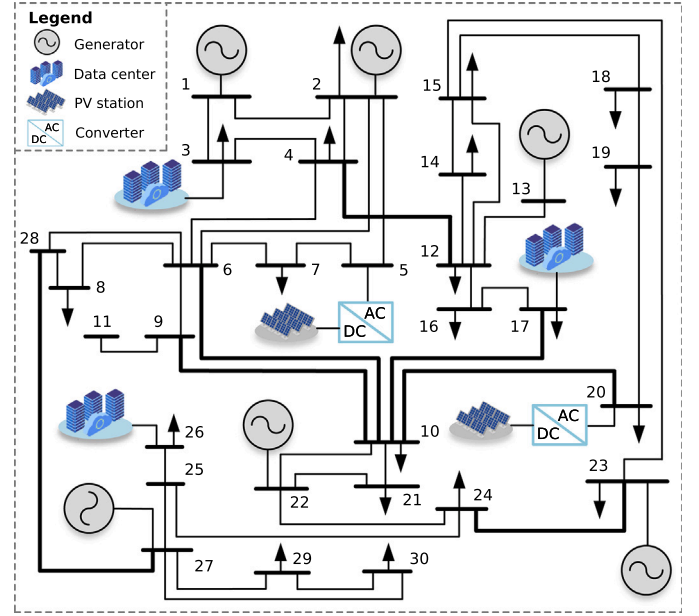 Legend
Generator
Data center
PV station
AC
DC
Converter
1
2
15
18
3
4
14
19
13
28
6
7
5
12
8
11
9
16
17
AC
DC
20
26
10
AC
DC
25
23
22
21
24
27
29
30